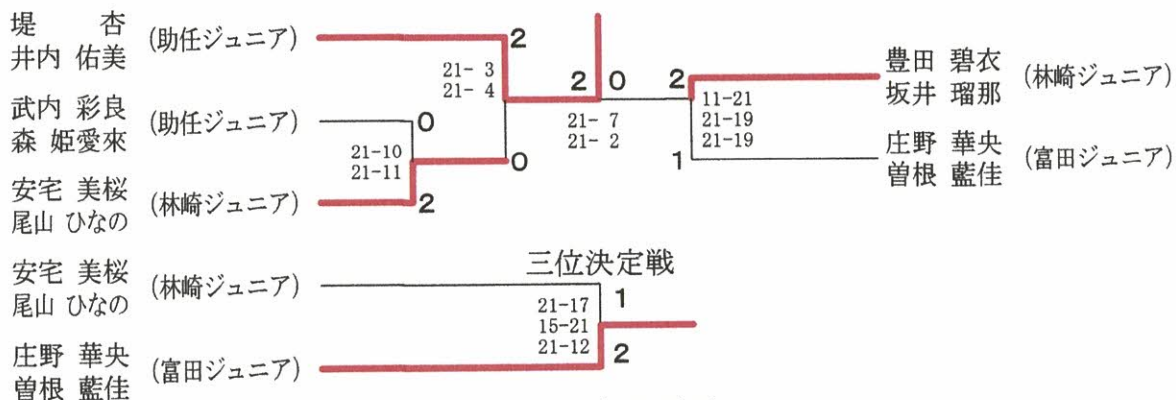 堤 杏
井内 佑美
(助任ジュニア)
2
21- 3
21- 4
武内 彩良
森 姫愛來
(助任ジュニア)
0
21-10
21-11
0
安宅 美桜
尾山 ひなの
(林崎ジュニア)
2
2 0
21- 7
21- 2
2
11-21
21-19
21-19
1
豊田 碧衣
坂井 瑠那
(林崎ジュニア)
庄野 華央
曽根 藍佳
(富田ジュニア)
三位決定戦
安宅 美桜
尾山 ひなの
(林崎ジュニア)
1
21-17
15-21
21-12
2
庄野 華央
曽根 藍佳
(富田ジュニア)